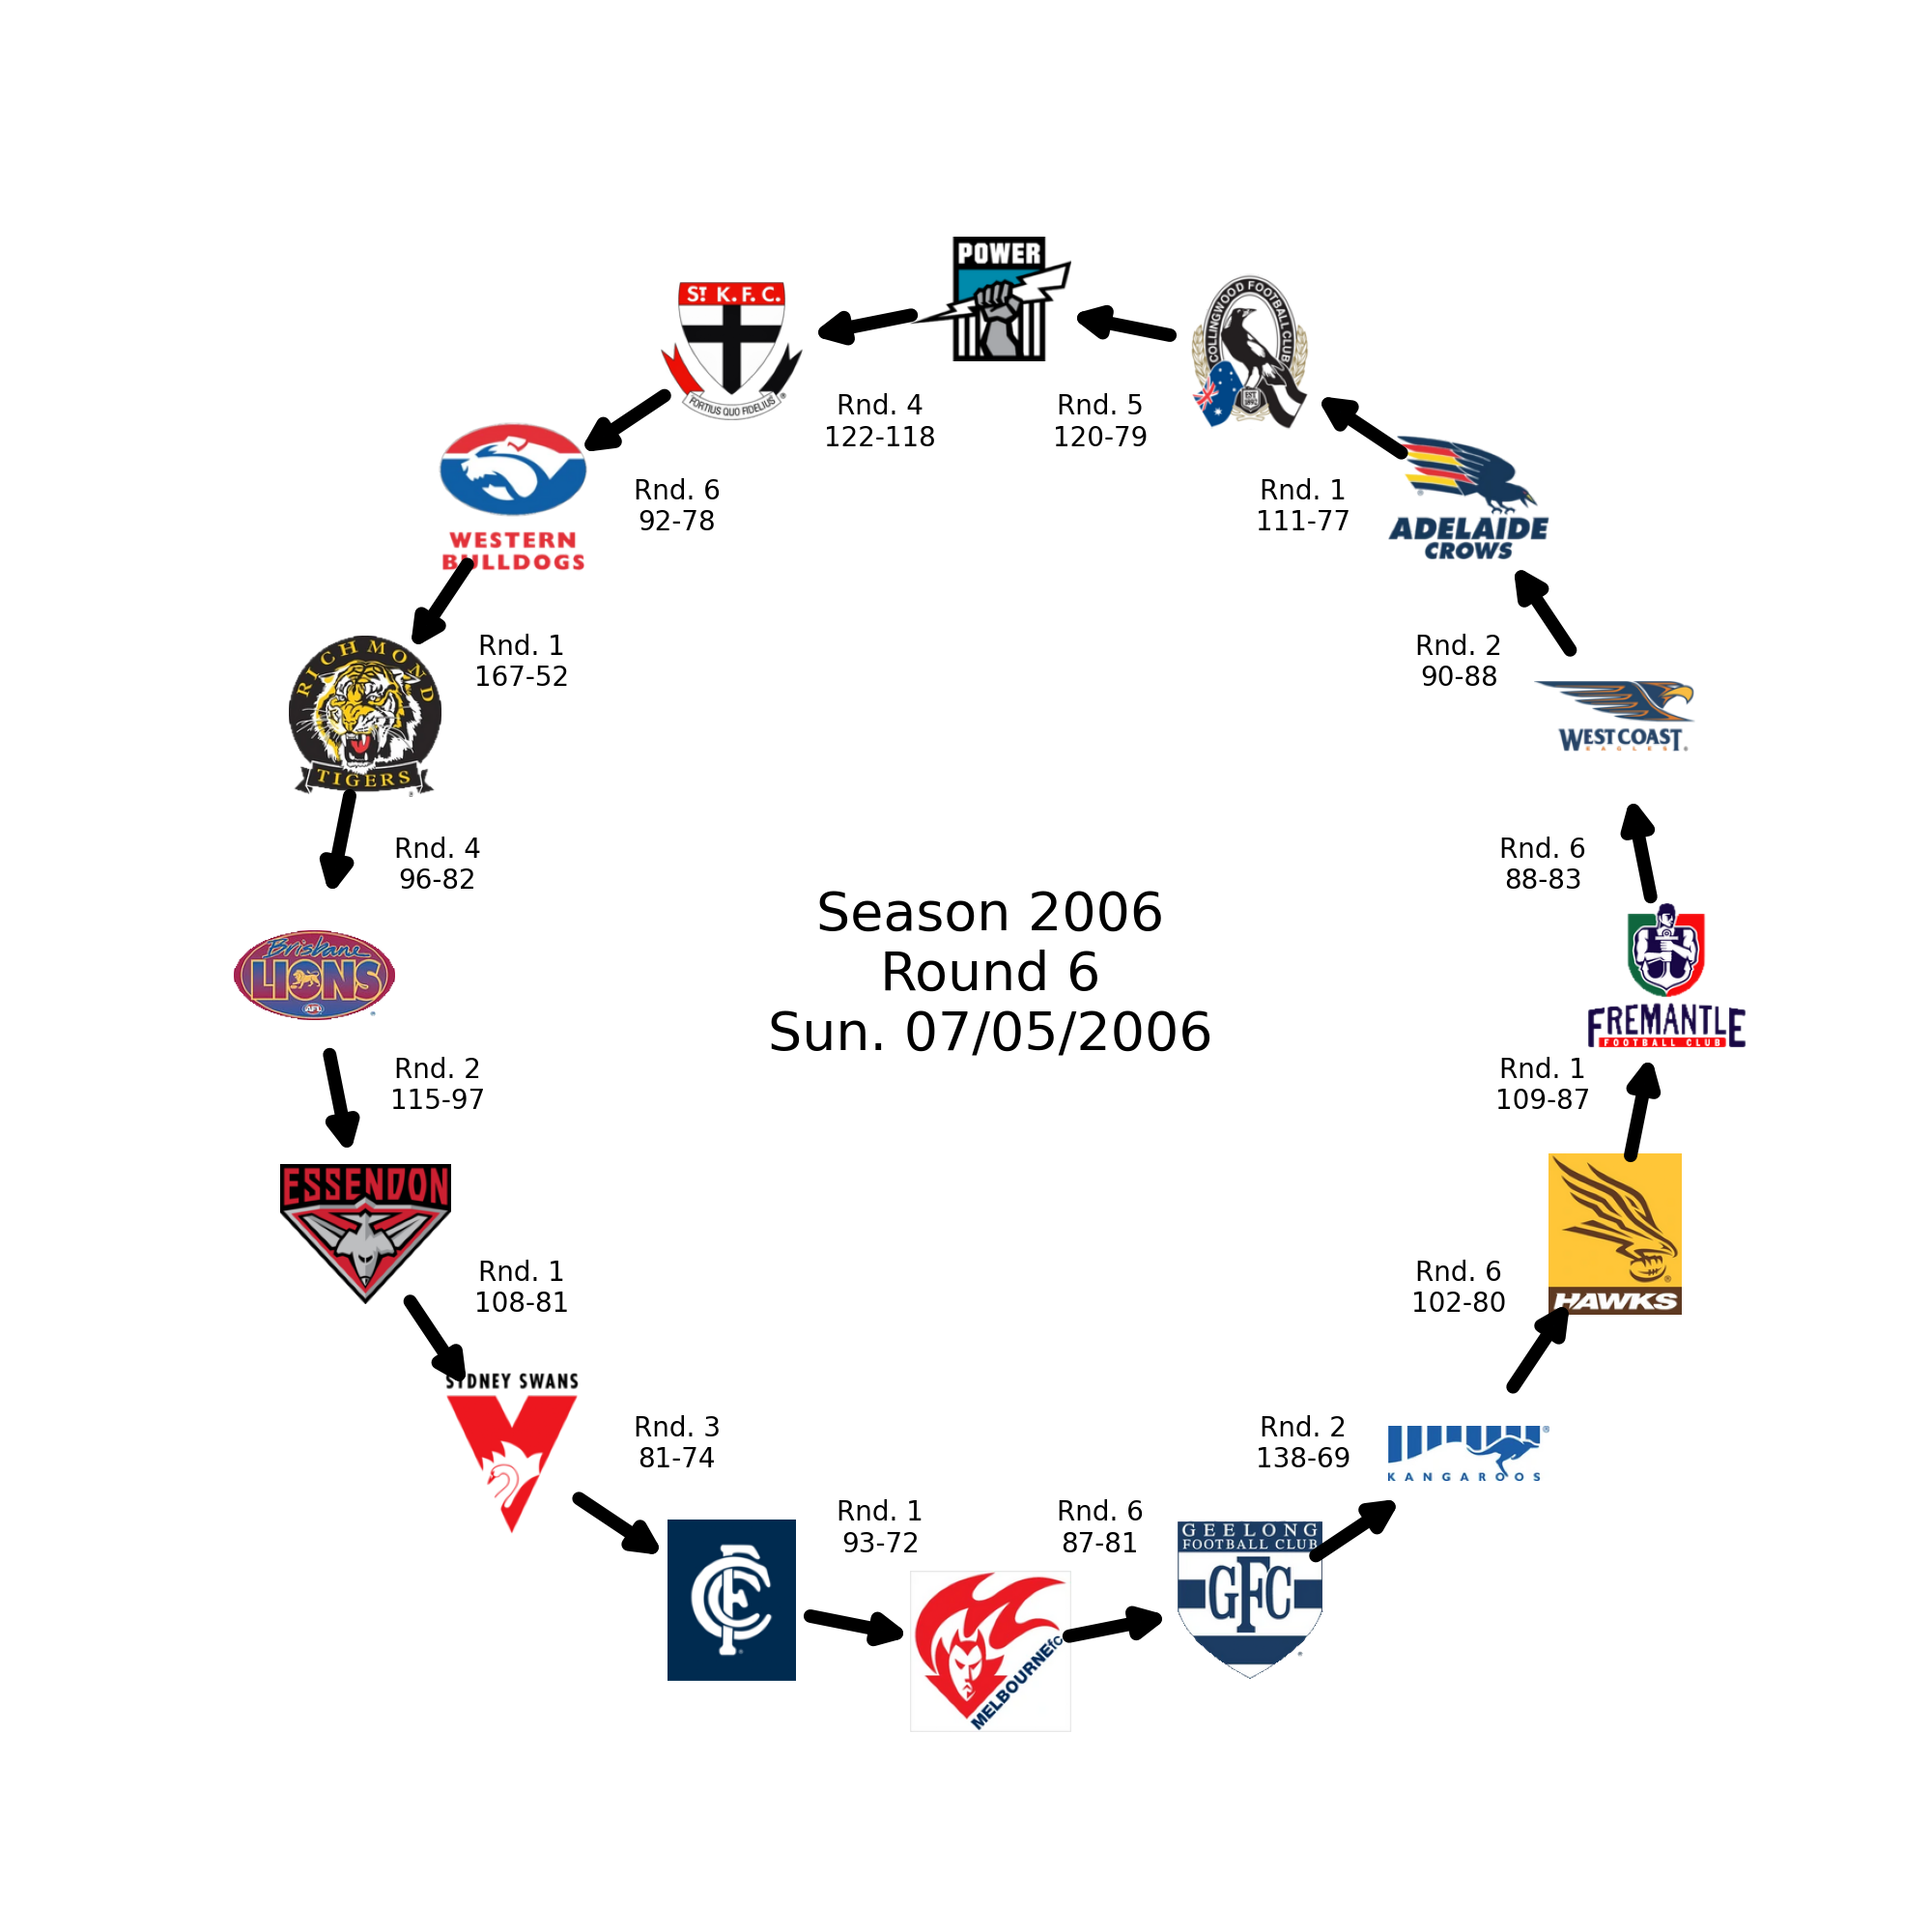 POWER
ST K.F.C.
FORTIUS QUO FIDELIUS
COLLINGWOOD FOOTBALL CLUB
EST
1892
Rnd. 4
122-118
Rnd. 5
120-79
WESTERN
BULLDOGS
Rnd. 6
92-78
Rnd. 1
111-77
ADELAIDE
CROWS
RICHMOND
TIGERS
Rnd. 1
167-52
Rnd. 2
90-88
WEST COAST
EAGLES
Rnd. 4
96-82
Rnd. 6
88-83
Season 2006
Round 6
Sun. 07/05/2006
Brisbane
LIONS
AFL
FREMANTLE
FOOTBALL CLUB
Rnd. 2
115-97
Rnd. 1
109-87
ESSENDON
Rnd. 1
108-81
Rnd. 6
102-80
HAWKS
SYDNEY SWANS
Rnd. 3
81-74
Rnd. 2
138-69
KANGAROOS
Rnd. 1
93-72
Rnd. 6
87-81
CFC
MELBOURNEfc
GEELONG
FOOTBALL CLUB
GFC